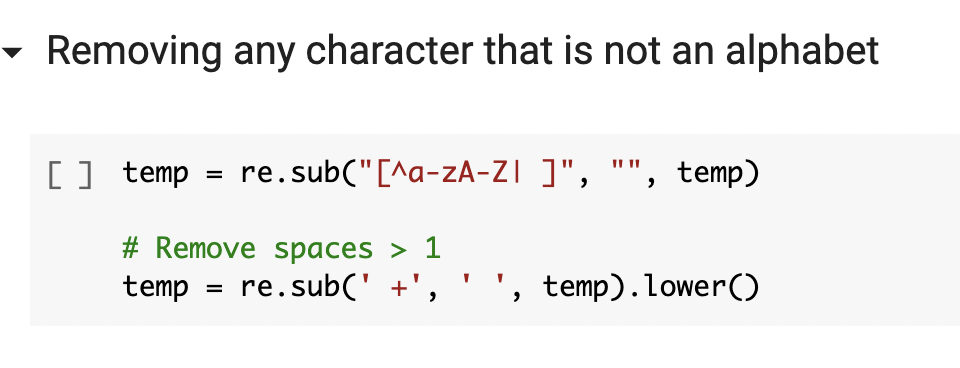 Removing any character that is not an alphabet
[ ] temp = re.sub("[^a-zA-Z| ]", "", temp)
# Remove spaces > 1
temp = re.sub(' +', ' ', temp).lower()